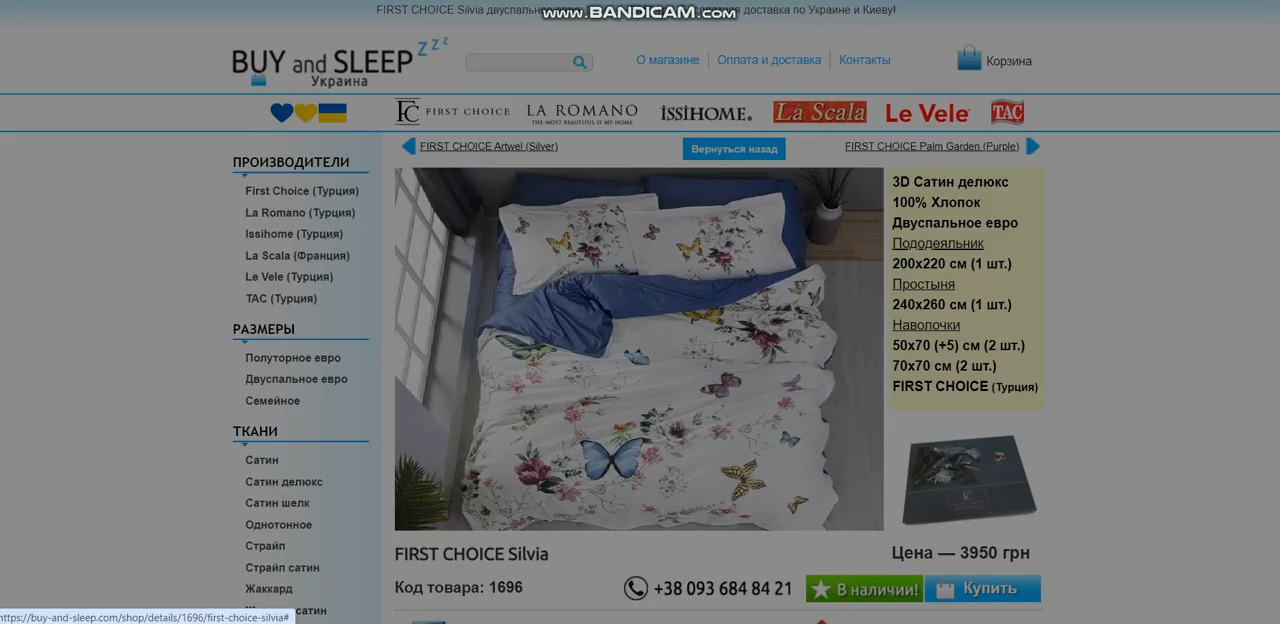 FIRST CHOICE Silvia двуспально
www.BANDICAM.com
доставка по Украине и Киеву!
BUY and SLEEP Z Z Z
Украина
О магазине
Оплата и доставка
Контакты
Корзина
FC FIRST CHOICE
LA ROMANO
THE MOST BEAUTIFUL IS MY HOME
ISSIHOME.
La Scala
Le Vele
TAC
FIRST CHOICE Artwel (Silver)
Вернуться назад
FIRST CHOICE Palm Garden (Purple)
ПРОИЗВОДИТЕЛИ
First Choice (Турция)
La Romano (Турция)
Issihome (Турция)
La Scala (Франция)
Le Vele (Турция)
TAC (Турция)
РАЗМЕРЫ
Полуторное евро
Двуспальное евро
Семейное
ТКАНИ
Сатин
Сатин делюкс
Сатин шелк
Однотонное
Страйп
Страйп сатин
Жаккард
сатин
3D Сатин делюкс
100% Хлопок
Двуспальное евро
Пододеяльник
200х220 см (1 шт.)
Простыня
240х260 см (1 шт.)
Наволочки
50х70 (+5) см (2 шт.)
70х70 см (2 шт.)
FIRST CHOICE (Турция)
FIRST CHOICE Silvia
Цена — 3950 грн
Код товара: 1696
+38 093 684 84 21
В наличии!
Купить
https://buy-and-sleep.com/shop/details/1696/first-choice-silvia#